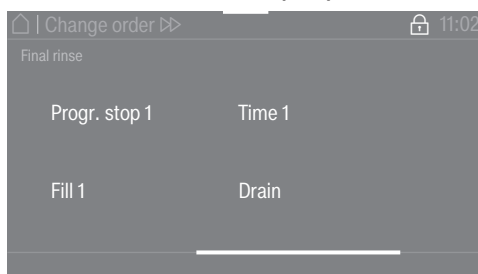 | Change order 11:02
Final rinse
Progr. stop 1 Time 1
Fill 1 Drain